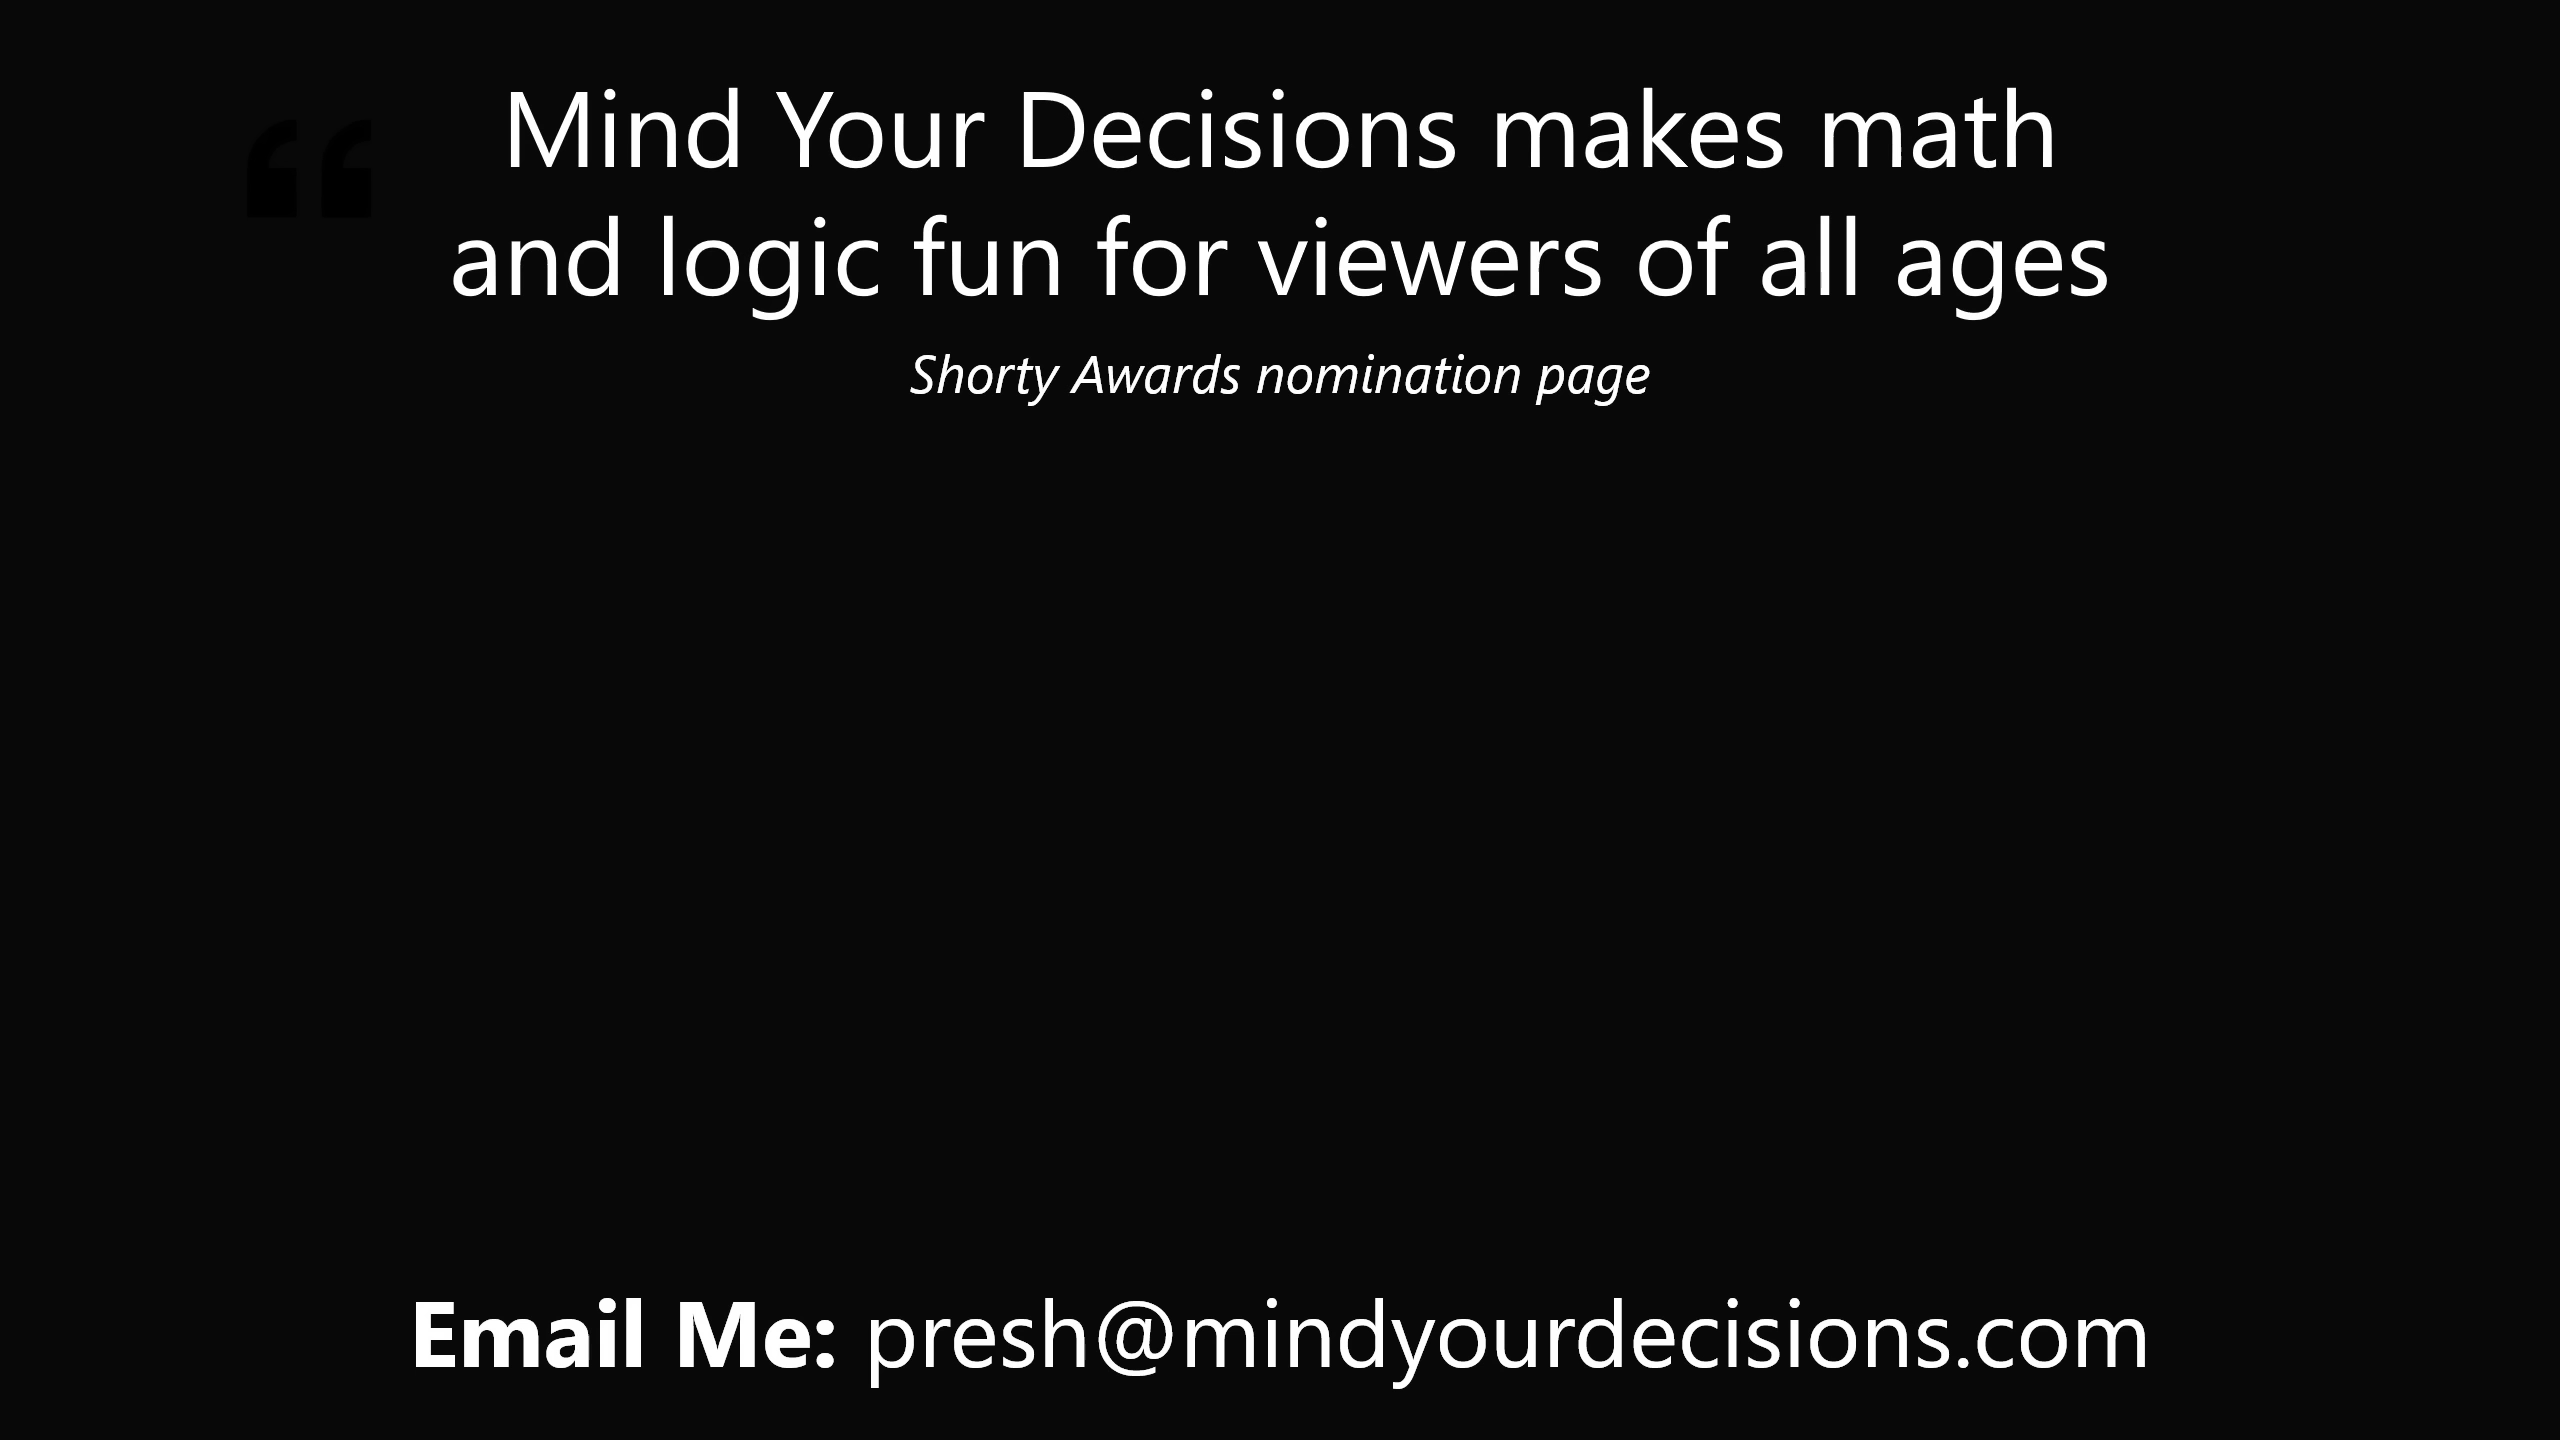 “
Mind Your Decisions makes math
and logic fun for viewers of all ages
Shorty Awards nomination page
Email Me: presh@mindyourdecisions.com